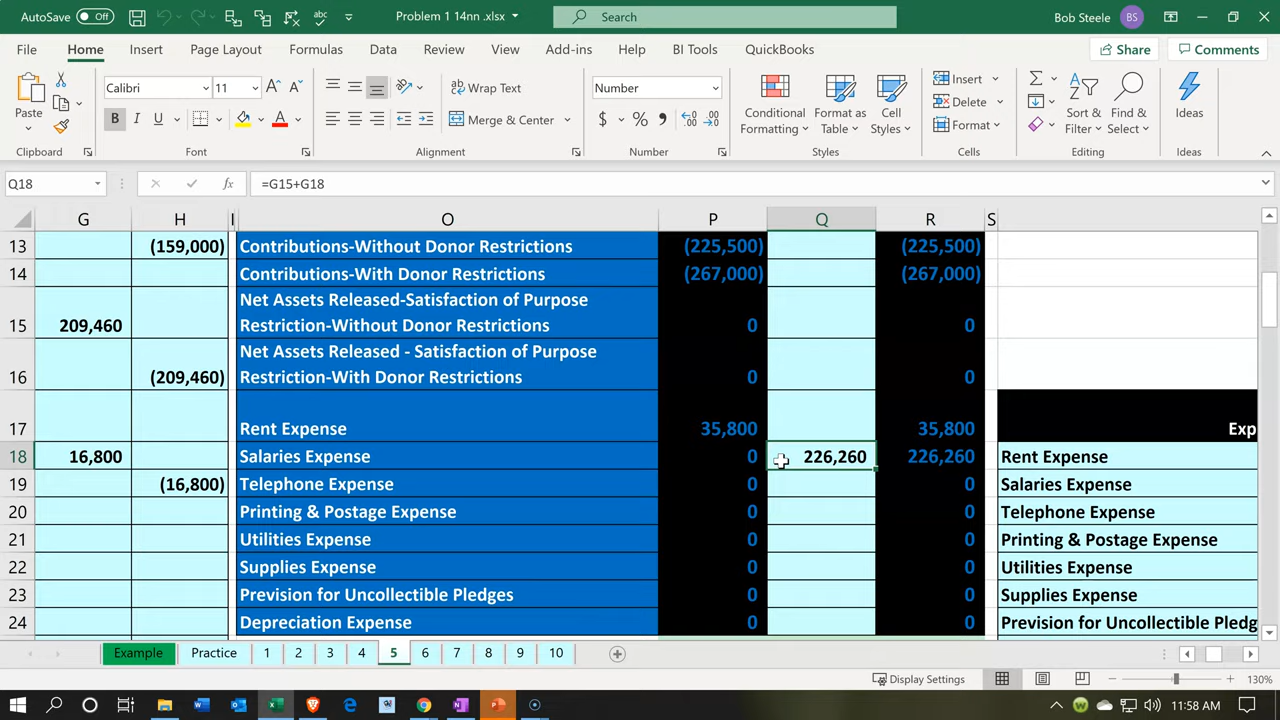 AutoSave Off Problem 1 14nn .xlsx Search Bob Steele BS
File Home Insert Page Layout Formulas Data Review View Add-ins Help BI Tools QuickBooks Share Comments
Paste Calibri 11 A A ab Wrap Text Number Conditional Formatting Format as Table Cell Styles Insert Delete Format Sort & Filter Find & Select Ideas
B I U A Merge & Center $ %
Clipboard Font Alignment Number Styles Cells Editing Ideas
Q18 fx =G15+G18
G H I O P Q R S
13 (159,000) Contributions-Without Donor Restrictions (225,500) (225,500)
14 Contributions-With Donor Restrictions (267,000) (267,000)
Net Assets Released-Satisfaction of Purpose
15 209,460 Restriction-Without Donor Restrictions 0 0
Net Assets Released - Satisfaction of Purpose
16 (209,460) Restriction-With Donor Restrictions 0 0
17 Rent Expense 35,800 35,800 Exp
18 16,800 Salaries Expense 0 226,260 226,260 Rent Expense
19 (16,800) Telephone Expense 0 0 Salaries Expense
20 Printing & Postage Expense 0 0 Telephone Expense
21 Utilities Expense 0 0 Printing & Postage Expense
22 Supplies Expense 0 0 Utilities Expense
23 Prevision for Uncollectible Pledges 0 0 Supplies Expense
24 Depreciation Expense 0 0 Prevision for Uncollectible Pledg
Example Practice 1 2 3 4 5 6 7 8 9 10
Display Settings 130%
11:58 AM